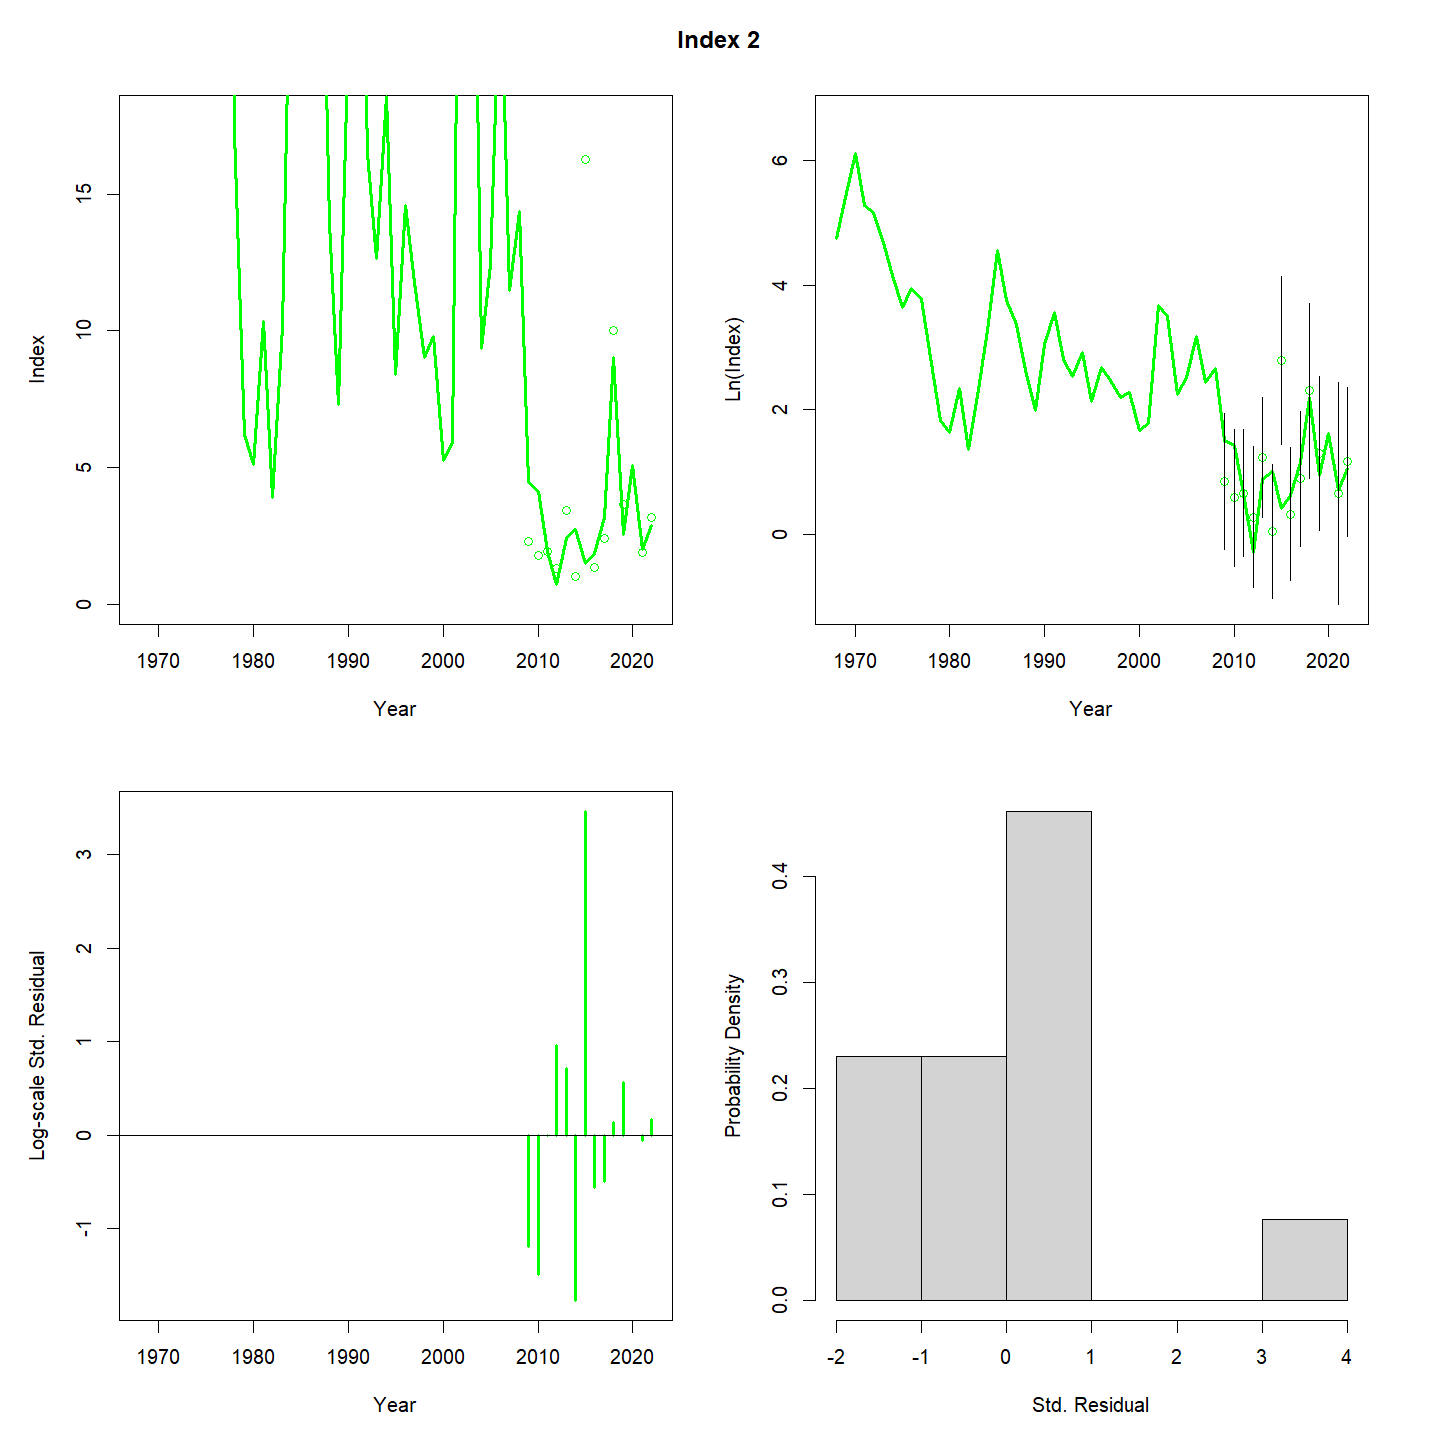 Index 2
Index
15
10
5
0
1970 1980 1990 2000 2010 2020
Year
Ln(Index)
6
4
2
0
1970 1980 1990 2000 2010 2020
Year
Log-scale Std. Residual
3
2
1
0
-1
1970 1980 1990 2000 2010 2020
Year
Probability Density
0.4
0.3
0.2
0.1
0.0
-2 -1 0 1 2 3 4
Std. Residual